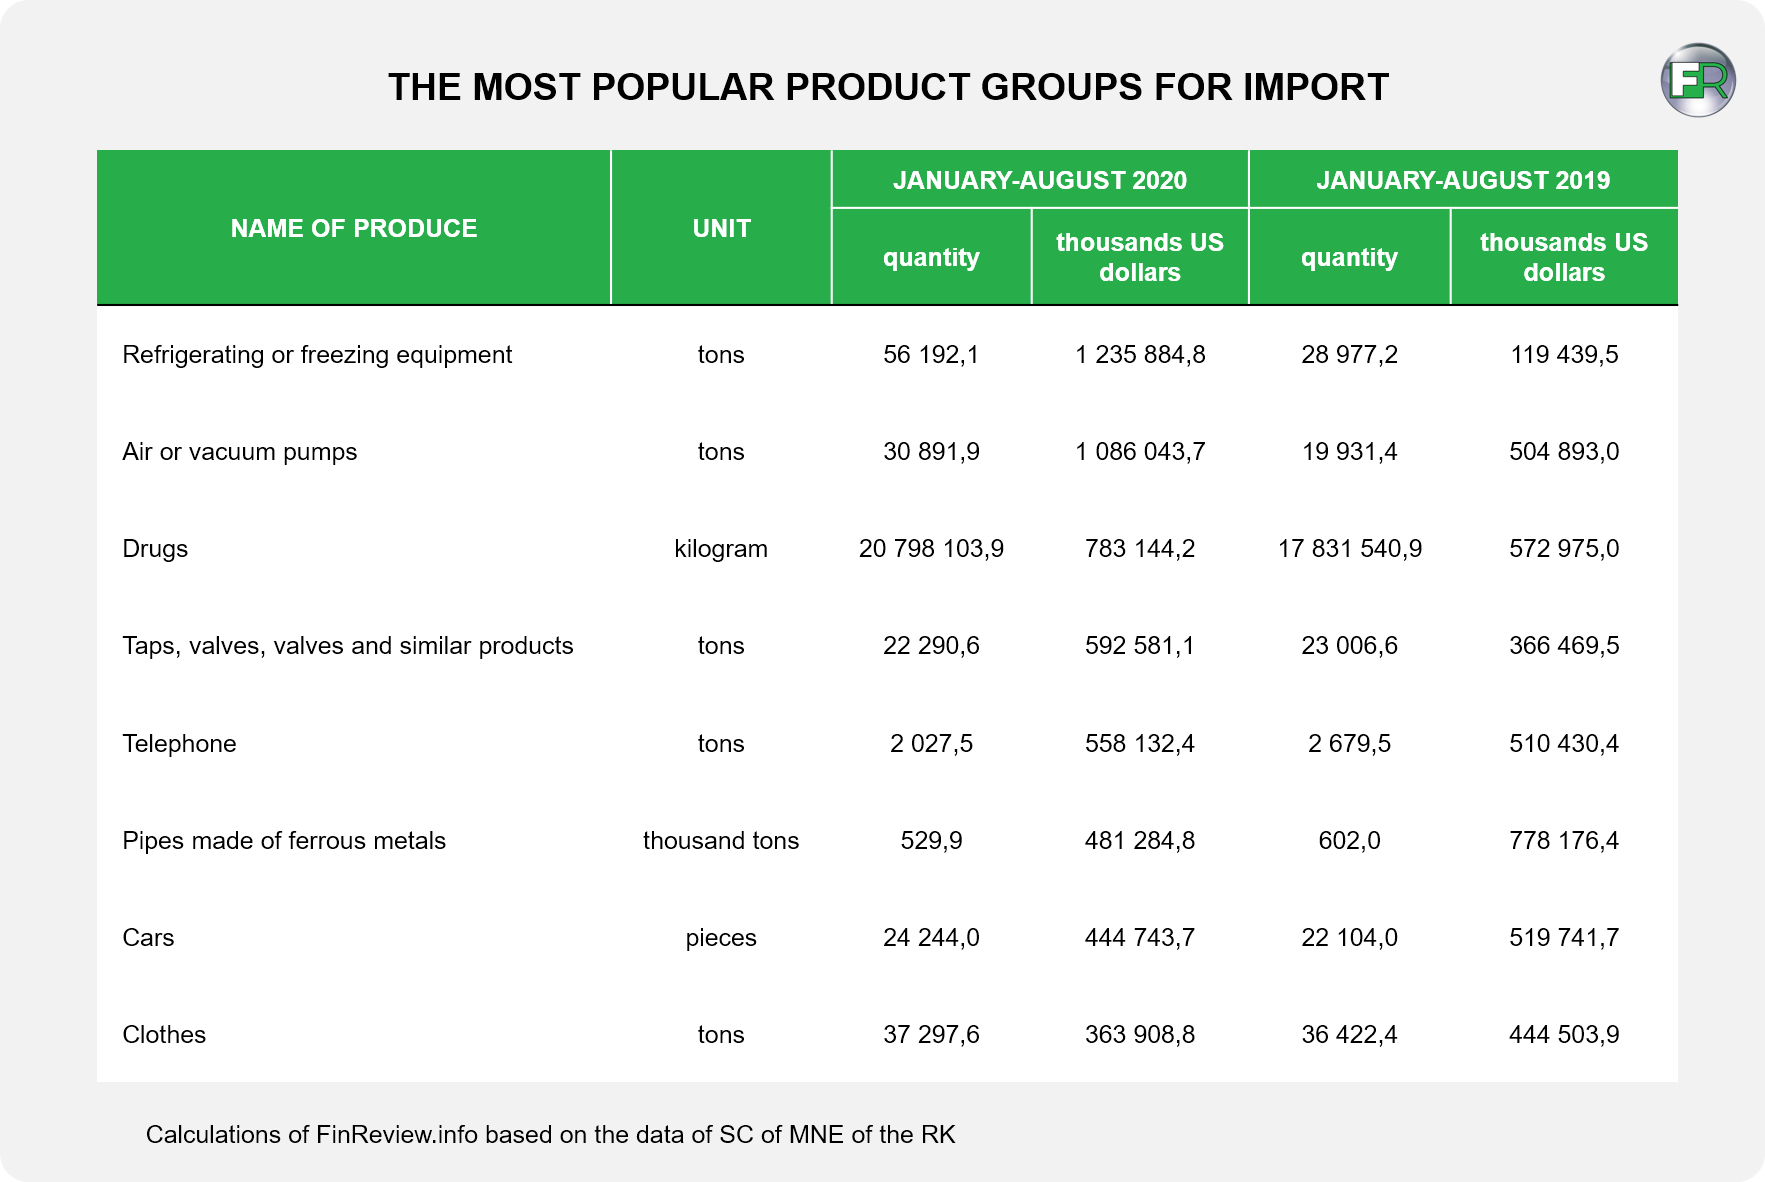 THE MOST POPULAR PRODUCT GROUPS FOR IMPORT
FR
NAME OF PRODUCE UNIT JANUARY-AUGUST 2020 JANUARY-AUGUST 2019
quantity thousands US dollars quantity thousands US dollars
Refrigerating or freezing equipment tons 56 192,1 1 235 884,8 28 977,2 119 439,5
Air or vacuum pumps tons 30 891,9 1 086 043,7 19 931,4 504 893,0
Drugs kilogram 20 798 103,9 783 144,2 17 831 540,9 572 975,0
Taps, valves, valves and similar products tons 22 290,6 592 581,1 23 006,6 366 469,5
Telephone tons 2 027,5 558 132,4 2 679,5 510 430,4
Pipes made of ferrous metals thousand tons 529,9 481 284,8 602,0 778 176,4
Cars pieces 24 244,0 444 743,7 22 104,0 519 741,7
Clothes tons 37 297,6 363 908,8 36 422,4 444 503,9
Calculations of FinReview.info based on the data of SC of MNE of the RK